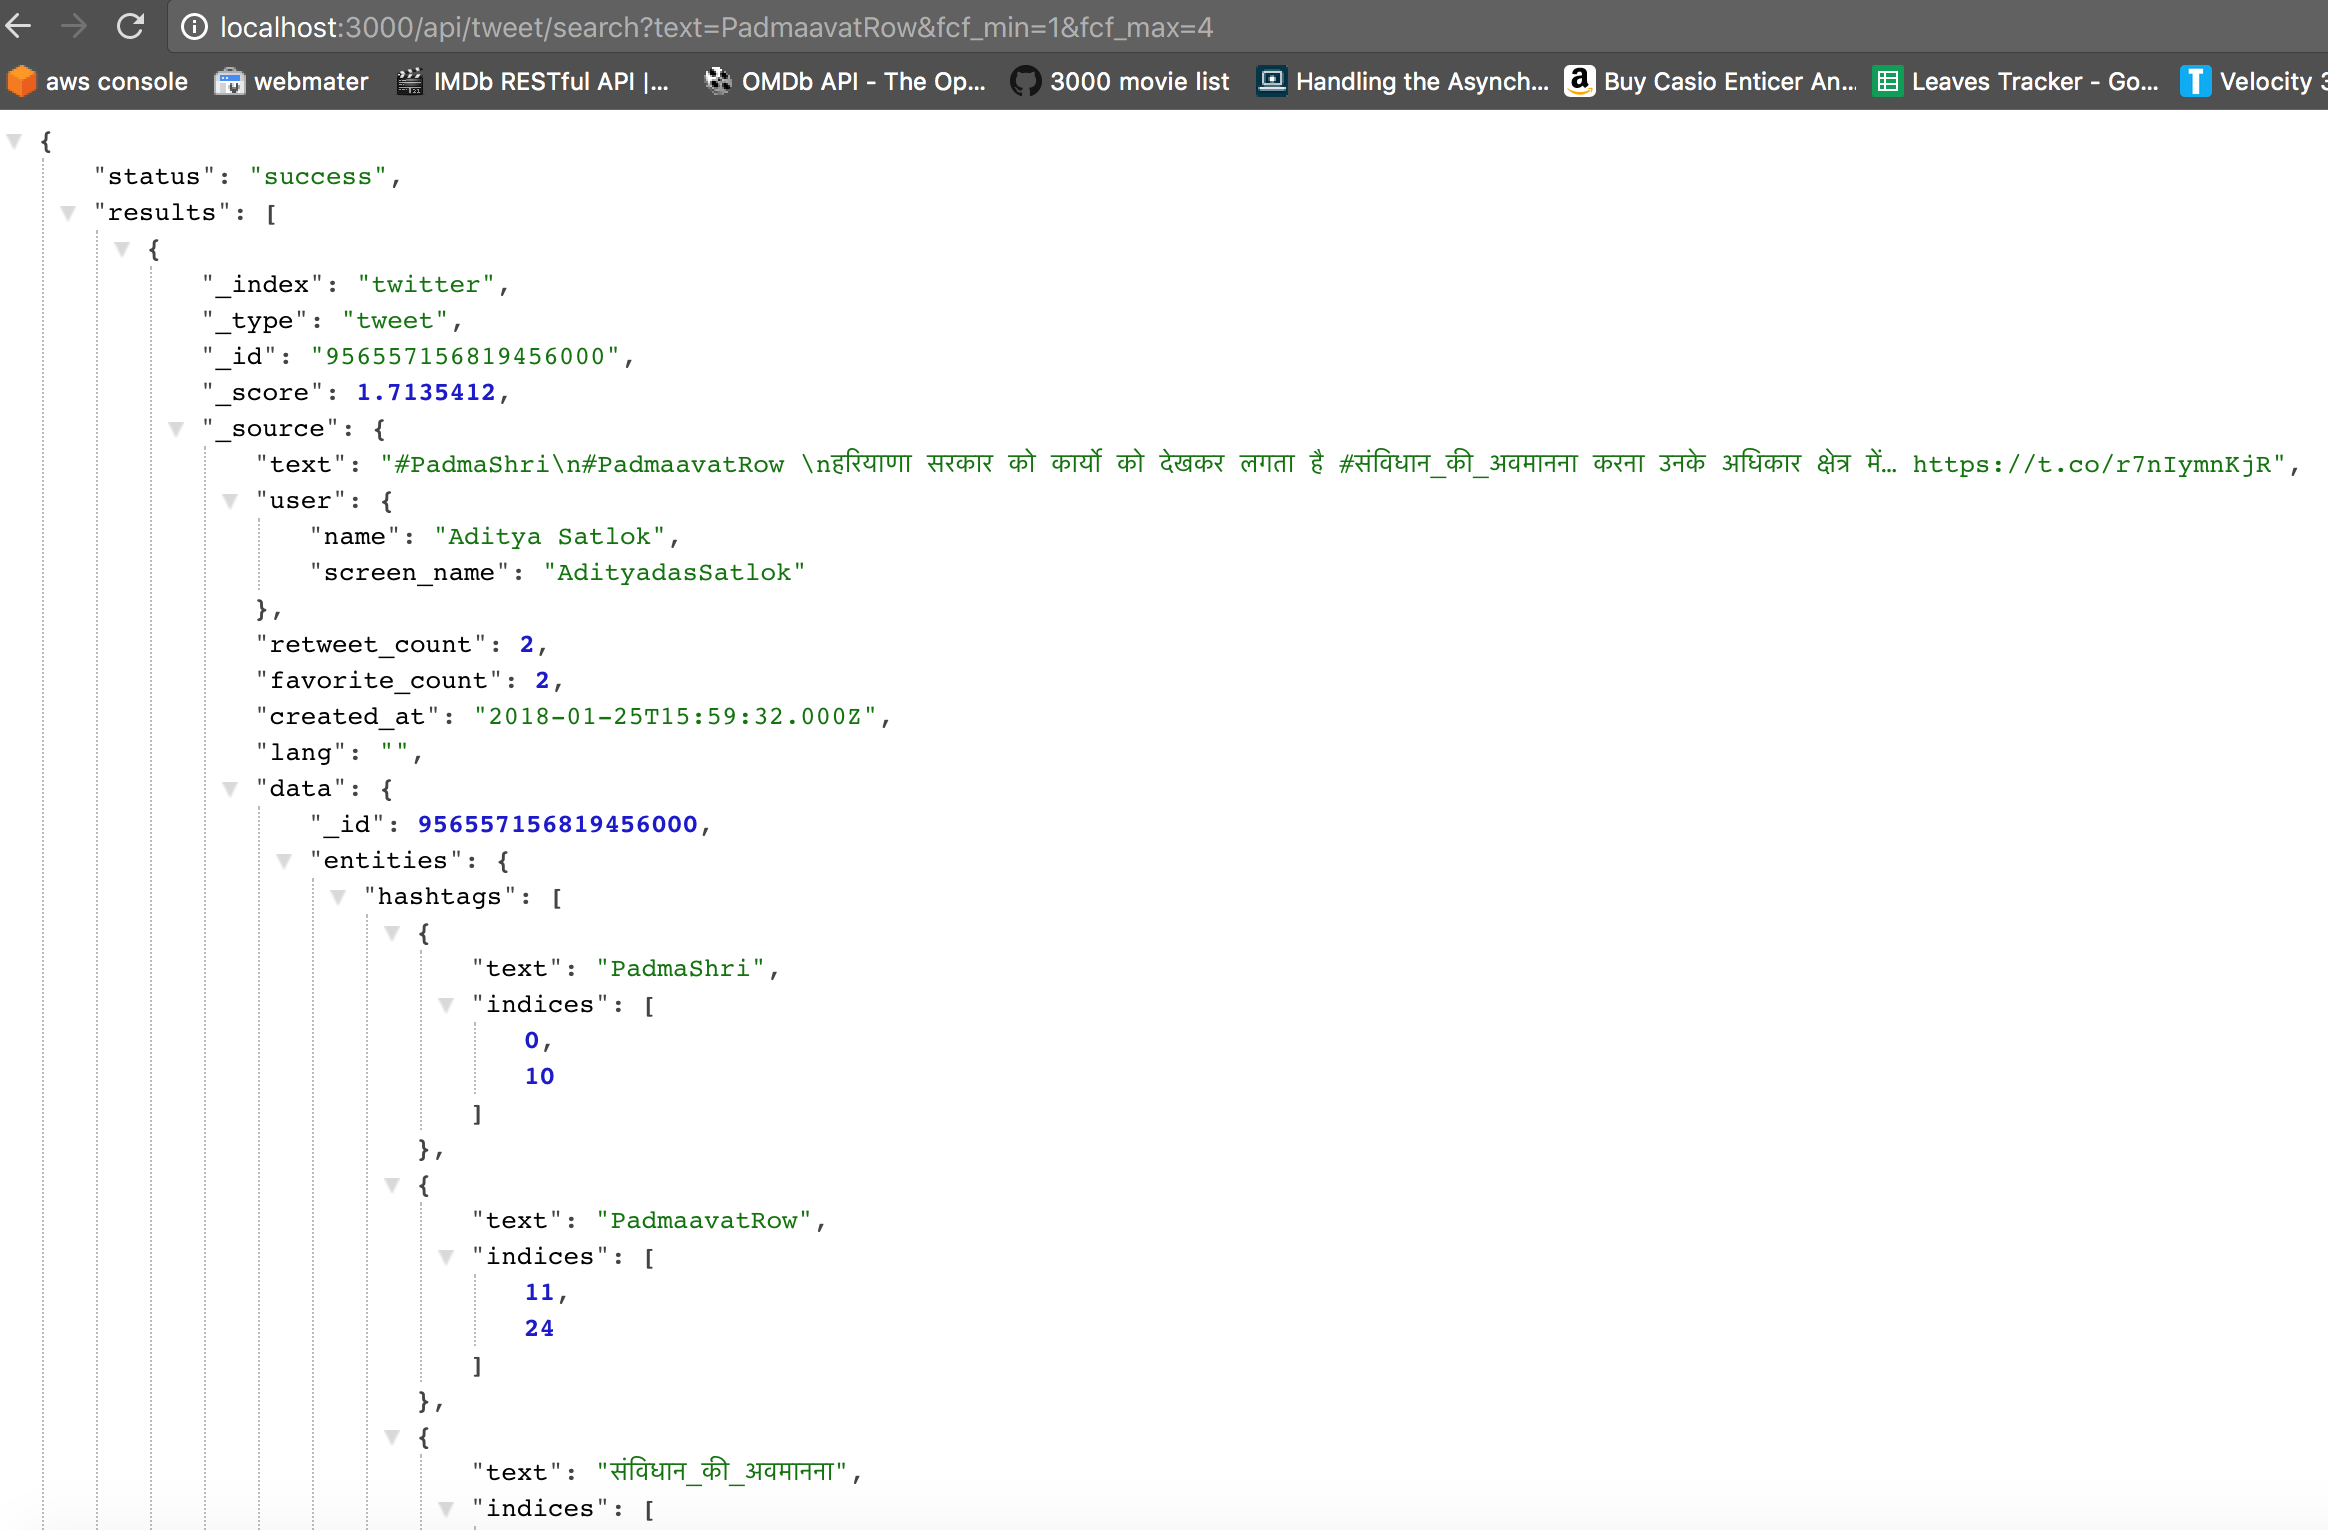 localhost:3000/api/tweet/search?text=PadmaavatRow&fcf_min=1&fcf_max=4
aws console webmater IMDb RESTful API |... OMDb API - The Op... 3000 movie list Handling the Asynch... Buy Casio Enticer An... Leaves Tracker - Go... Velocity 3
{
"status": "success",
"results": [
{
"_index": "twitter",
"_type": "tweet",
"_id": "956557156819456000",
"_score": 1.7135412,
"_source": {
"text": "#PadmaShri\n#PadmaavatRow \nहरियाणा सरकार को कार्यो को देखकर लगता है #संविधान_की_अवमानना करना उनके अधिकार क्षेत्र में… https://t.co/r7nIymnKjR",
"user": {
"name": "Aditya Satlok",
"screen_name": "AdityadasSatlok"
},
"retweet_count": 2,
"favorite_count": 2,
"created_at": "2018-01-25T15:59:32.000Z",
"lang": "",
"data": {
"_id": 956557156819456000,
"entities": {
"hashtags": [
{
"text": "PadmaShri",
"indices": [
0,
10
]
},
{
"text": "PadmaavatRow",
"indices": [
11,
24
]
},
{
"text": "संविधान_की_अवमानना",
"indices": [